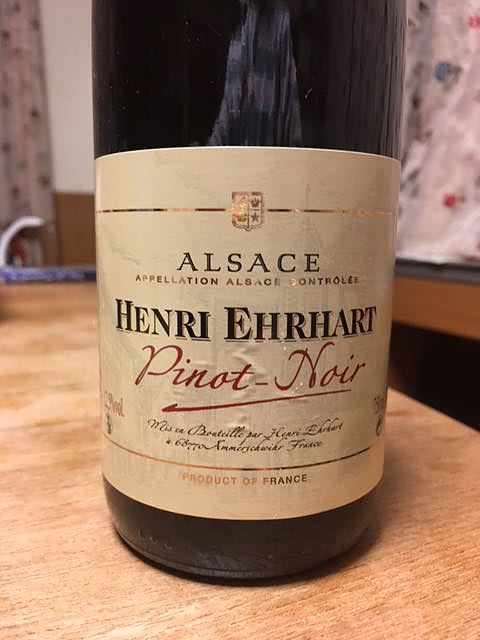 ALSACE
APPELLATION ALSACE CONTRÔLÉE
HENRI EHRHART
Pinot-Noir
Mis en Bouteille par Henri Ehrhart
à 68770 Ammerschwihr France
PRODUCT OF FRANCE